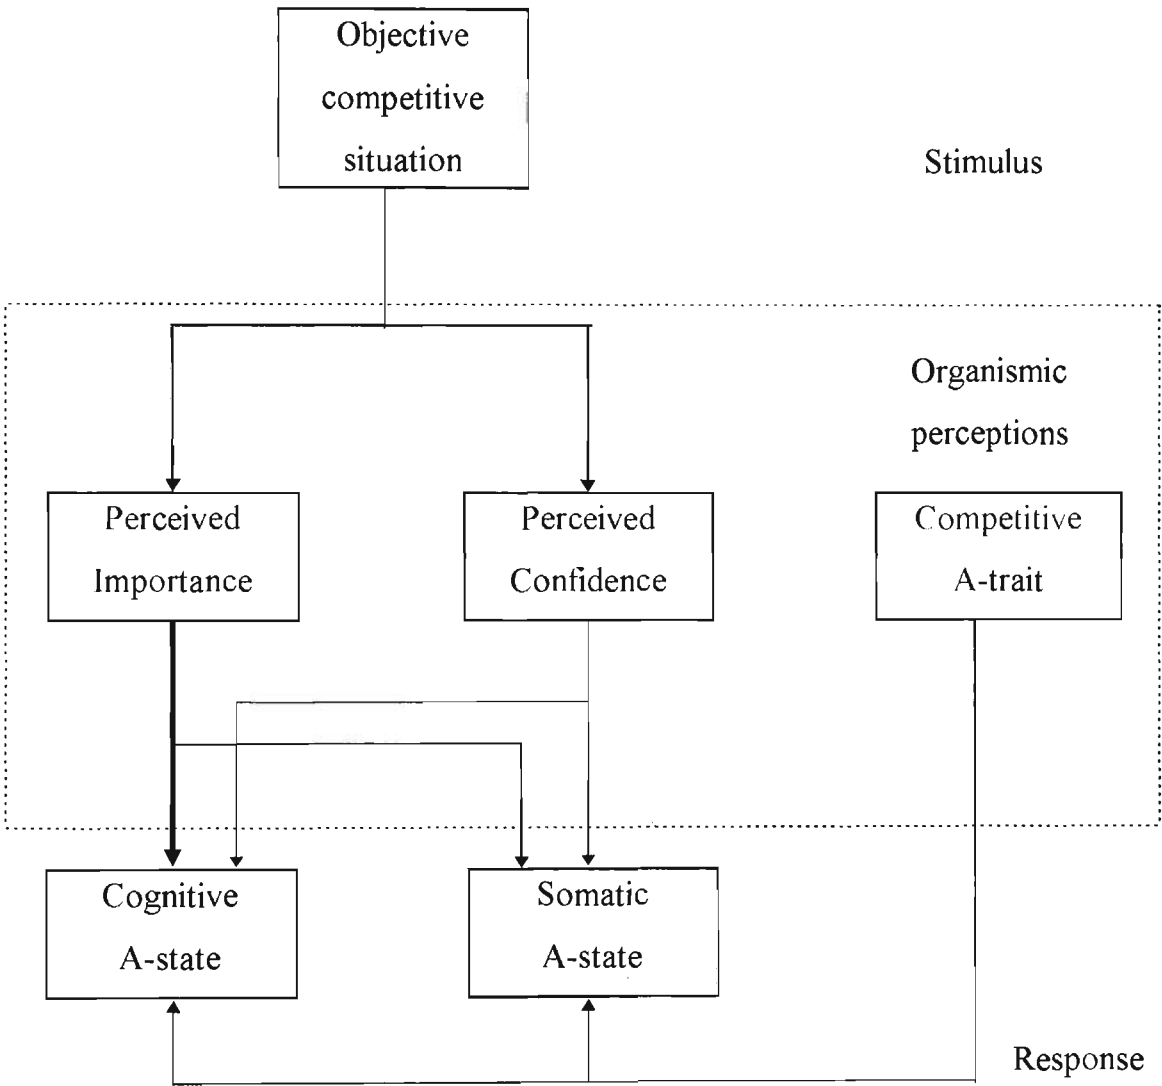 Objective
competitive
situation
Stimulus
Organismic
perceptions
Perceived
Importance
Perceived
Confidence
Competitive
A-trait
Cognitive
A-state
Somatic
A-state
Response